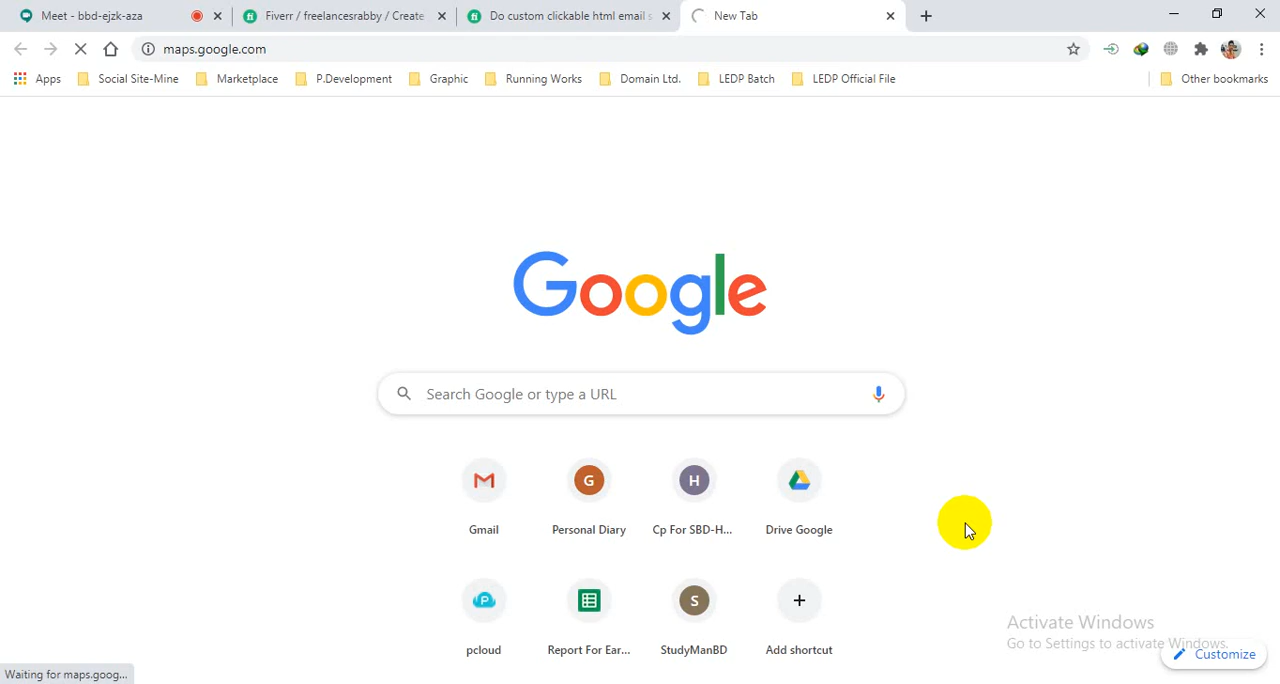 Meet - bbd-ejzk-aza
Fiverr / freelancesrabby / Create
Do custom clickable html email s
New Tab
maps.google.com
Apps
Social Site-Mine
Marketplace
P.Development
Graphic
Running Works
Domain Ltd.
LEDP Batch
LEDP Official File
Other bookmarks
Google
Search Google or type a URL
Gmail
G
Personal Diary
H
Cp For SBD-H...
Drive Google
P
pcloud
Report For Ear...
S
StudyManBD
Add shortcut
Activate Windows
Go to Settings to activate Windows.
Customize
Waiting for maps.goog...